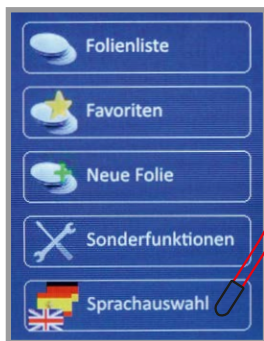 Folienliste
Favoriten
Neue Folie
Sonderfunktionen
Sprachauswahl